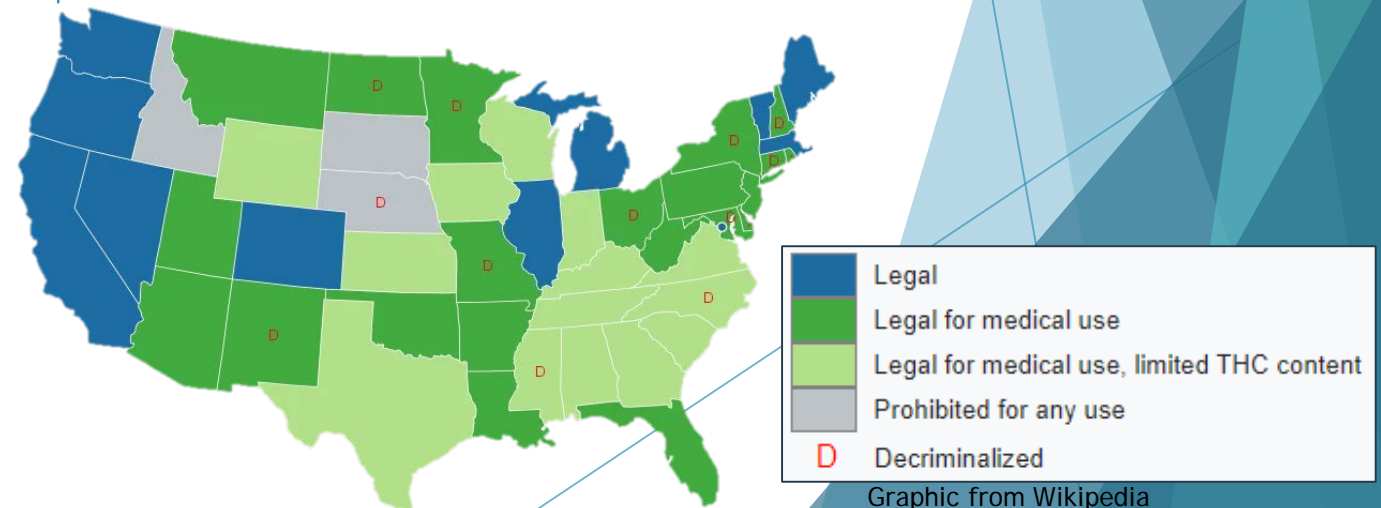 D
D
D
D
D
D
D
D
D
D
D
D
Legal
Legal for medical use
Legal for medical use, limited THC content
Prohibited for any use
D Decriminalized
Graphic from Wikipedia